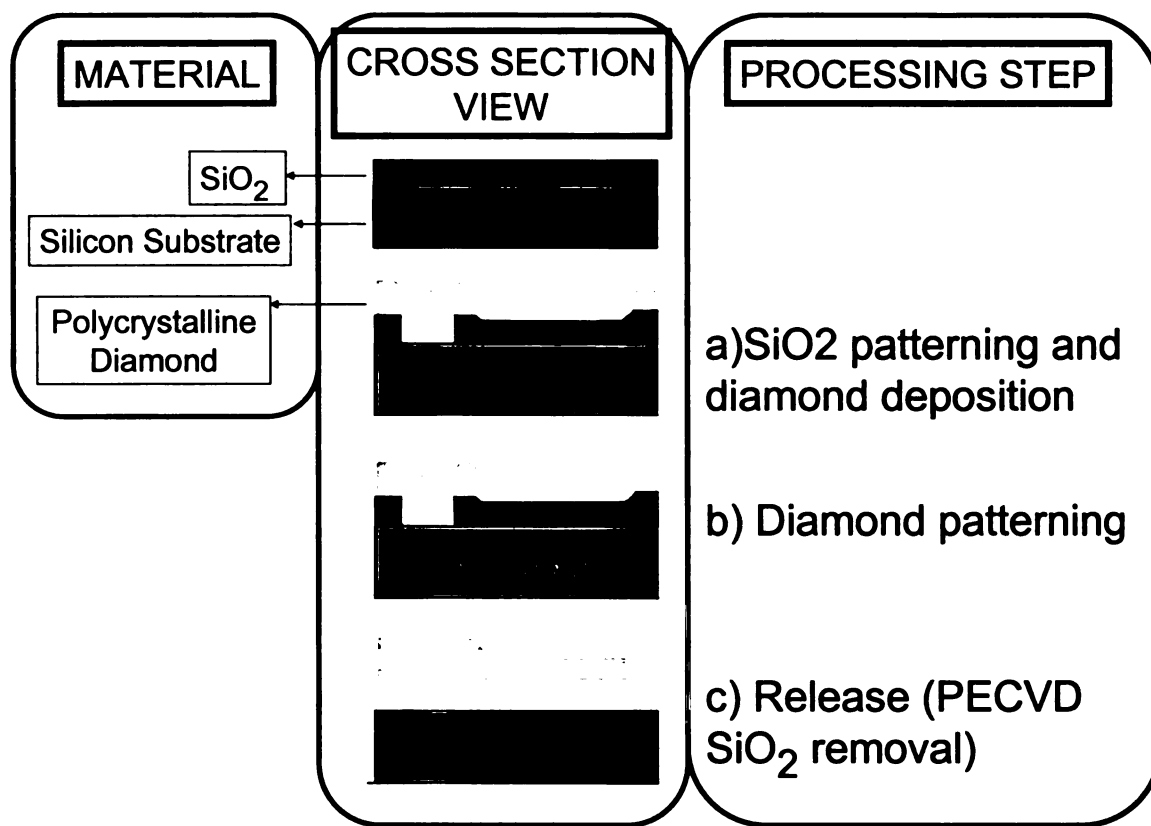 MATERIAL
SiO2
Silicon Substrate
Polycrystalline
Diamond
CROSS SECTION
VIEW
PROCESSING STEP
a)SiO2 patterning and
diamond deposition
b) Diamond patterning
c) Release (PECVD
SiO2 removal)